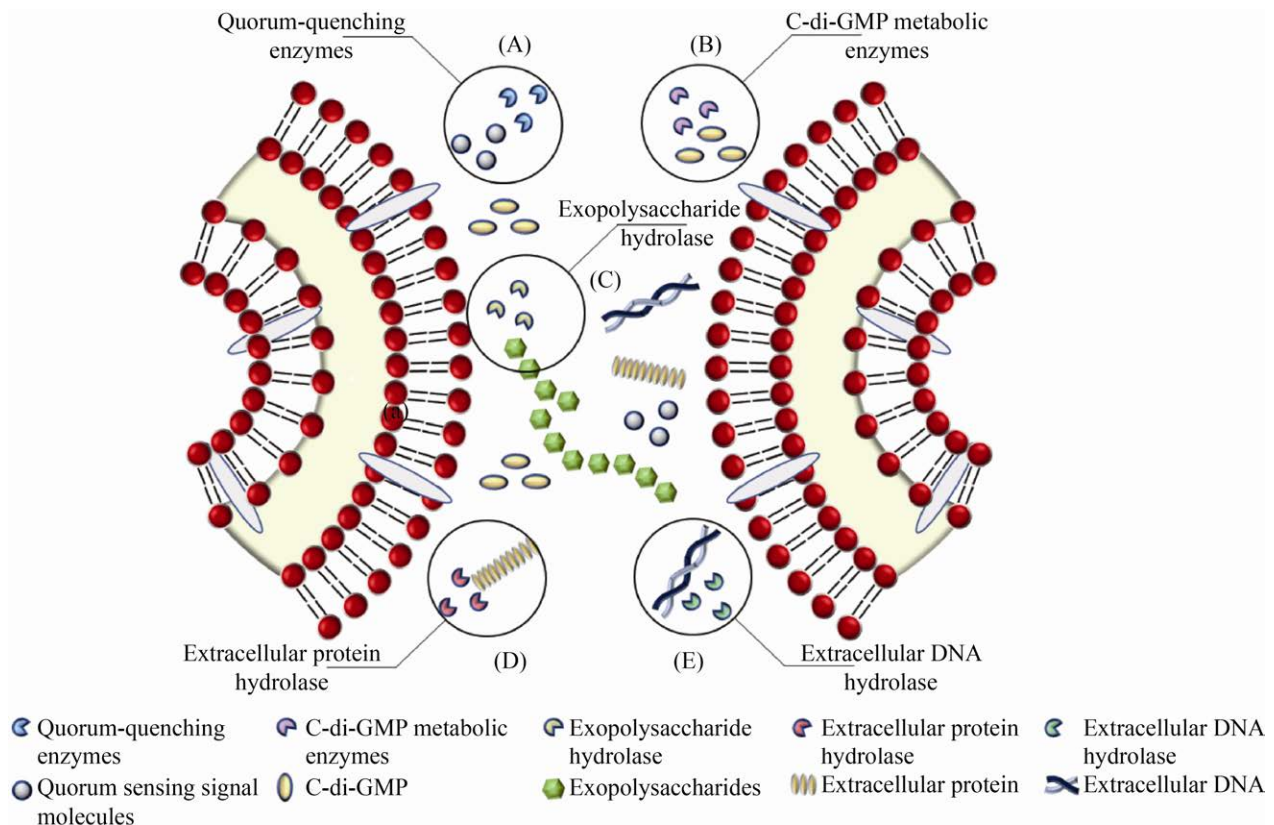 Quorum-quenching
enzymes
(A)
(B)
C-di-GMP metabolic
enzymes
Exopolysaccharide
hydrolase
(C)
(a)
Extracellular protein
hydrolase
(D)
(E)
Extracellular DNA
hydrolase
Quorum-quenching
enzymes
C-di-GMP metabolic
enzymes
Exopolysaccharide
hydrolase
Extracellular protein
hydrolase
Extracellular DNA
hydrolase
Quorum sensing signal
molecules
C-di-GMP
Exopolysaccharides
Extracellular protein
Extracellular DNA